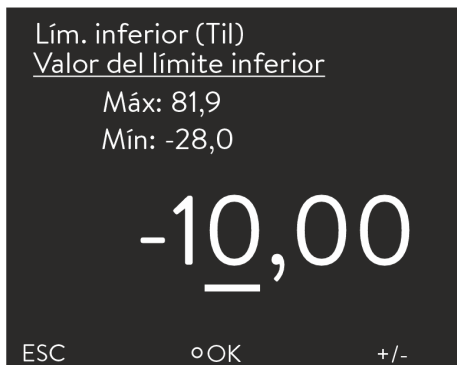 Lím. inferior (Til)
Valor del límite inferior
Máx: 81,9
Mín: -28,0
-10,00
ESC OK +/-